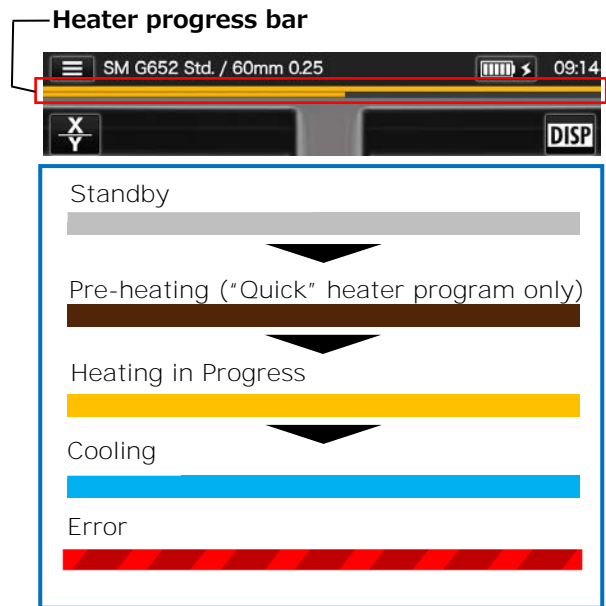 Heater progress bar
SM G652 Std. / 60mm 0.25
09:14
X
Y
DISP
Standby
Pre-heating (“Quick” heater program only)
Heating in Progress
Cooling
Error